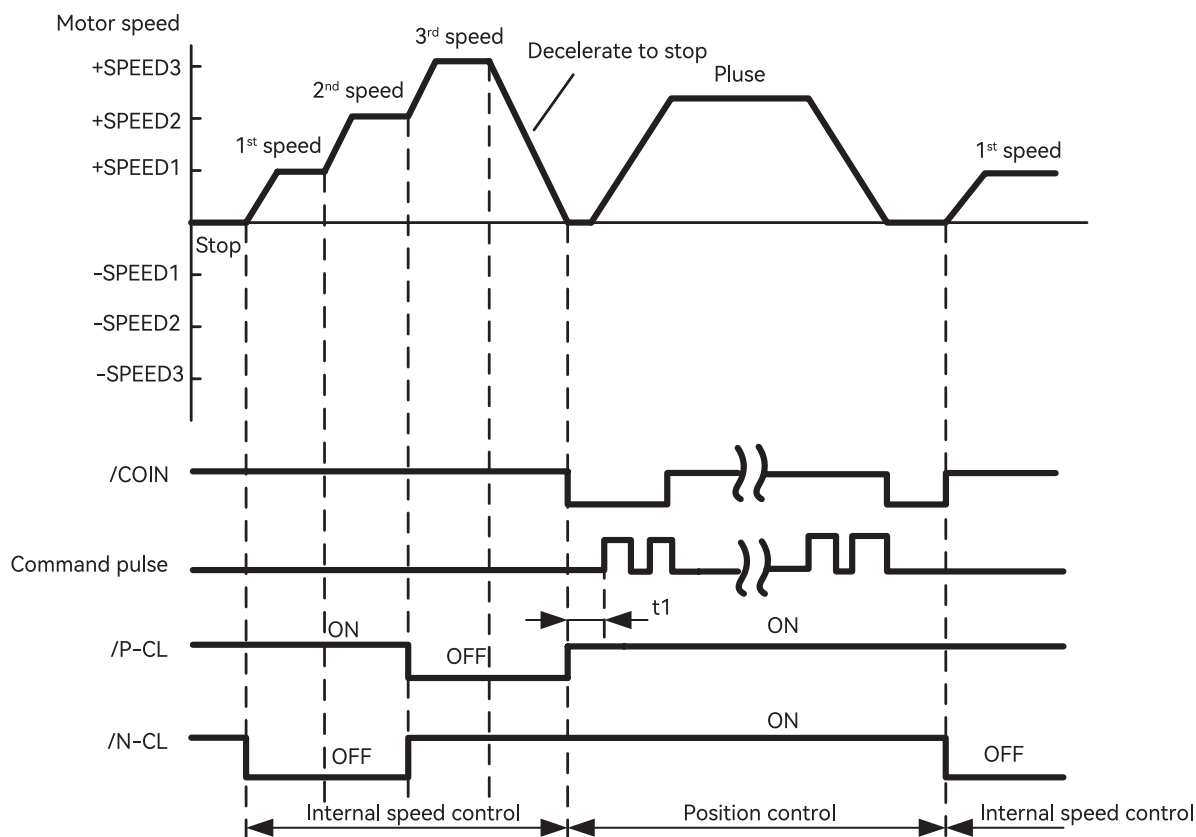 Motor speed
3rd speed
Decelerate to stop
+SPEED3
Pluse
2nd speed
+SPEED2
1st speed
1st speed
+SPEED1
Stop
-SPEED1
-SPEED2
-SPEED3
/COIN
Command pulse
t1
ON
ON
/P-CL
OFF
ON
/N-CL
OFF
OFF
Internal speed control
Position control
Internal speed control